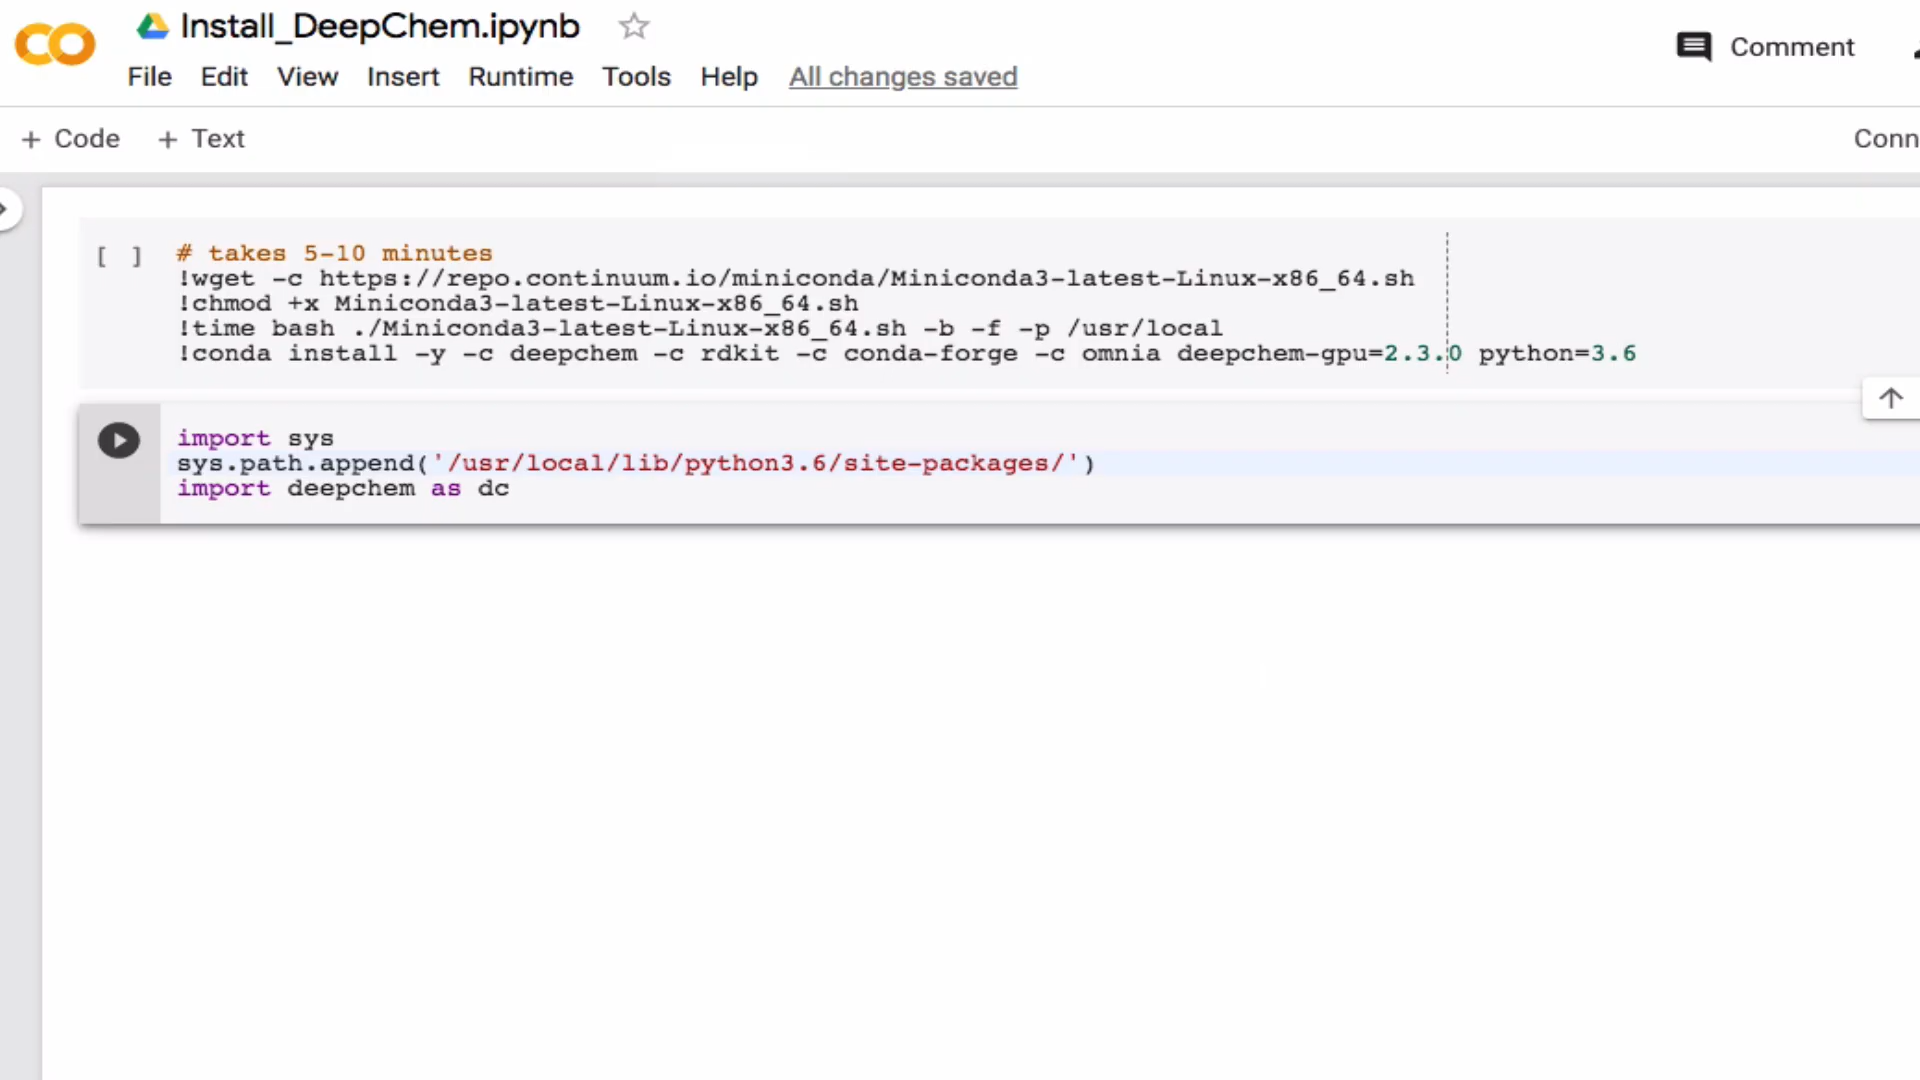 Install_DeepChem.ipynb
Comment
File Edit View Insert Runtime Tools Help All changes saved
+ Code + Text
Conn
[ ] # takes 5-10 minutes
!wget -c https://repo.continuum.io/miniconda/Miniconda3-latest-Linux-x86_64.sh
!chmod +x Miniconda3-latest-Linux-x86_64.sh
!time bash ./Miniconda3-latest-Linux-x86_64.sh -b -f -p /usr/local
!conda install -y -c deepchem -c rdkit -c conda-forge -c omnia deepchem-gpu=2.3.0 python=3.6
import sys
sys.path.append('/usr/local/lib/python3.6/site-packages/')
import deepchem as dc